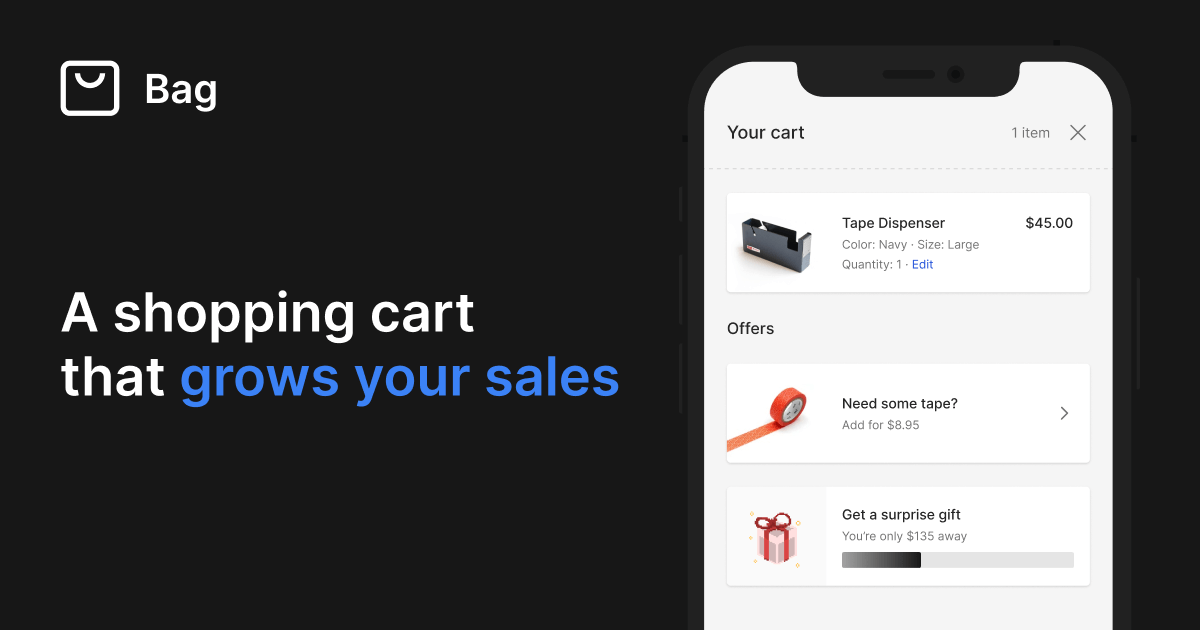 Bag
A shopping cart
that grows your sales
Your cart
1 item
Tape Dispenser
$45.00
Color: Navy · Size: Large
Quantity: 1 · Edit
Offers
Need some tape?
Add for $8.95
Get a surprise gift
You’re only $135 away